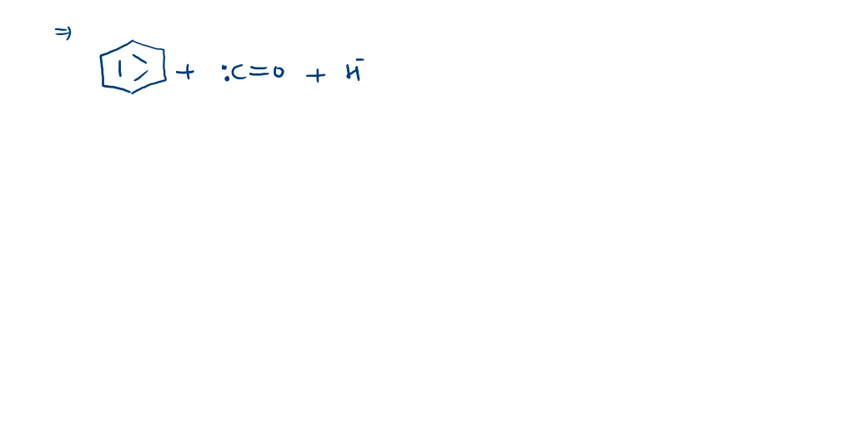 ⇒
+ :C=O + H⁻